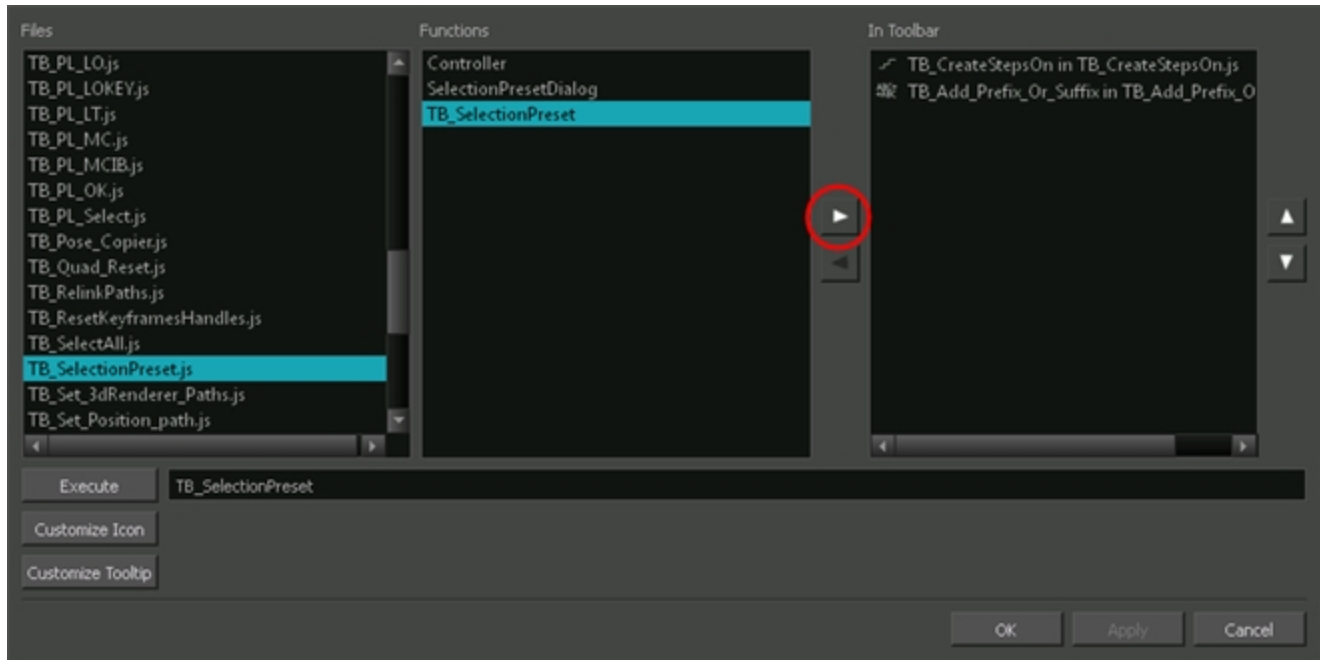 Files
TB_PL_LO.js
TB_PL_LOKEY.js
TB_PL_LT.js
TB_PL_MC.js
TB_PL_MCIB.js
TB_PL_OK.js
TB_PL_Select.js
TB_Pose_Copier.js
TB_Quad_Reset.js
TB_RelinkPaths.js
TB_ResetKeyframesHandles.js
TB_SelectAll.js
TB_SelectionPreset.js
TB_Set_3dRenderer_Paths.js
TB_Set_Position_path.js
Functions
Controller
SelectionPresetDialog
TB_SelectionPreset
In Toolbar
TB_CreateStepsOn in TB_CreateStepsOn.js
TB_Add_Prefix_Or_Suffix in TB_Add_Prefix_O
Execute
TB_SelectionPreset
Customize Icon
Customize Tooltip
OK
Apply
Cancel